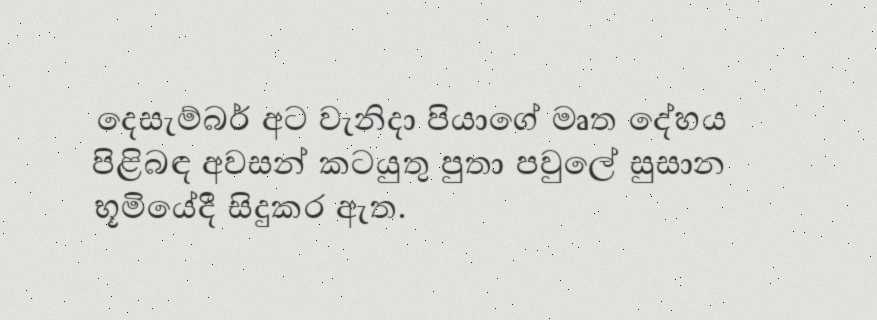 දෙසැම්බර් අට වැනිදා පියාගේ මෘත දේහය
පිළිබඳ අවසන් කටයුතු පුතා පවුලේ සුසාන
භූමියේදී සිදුකර ඇත.